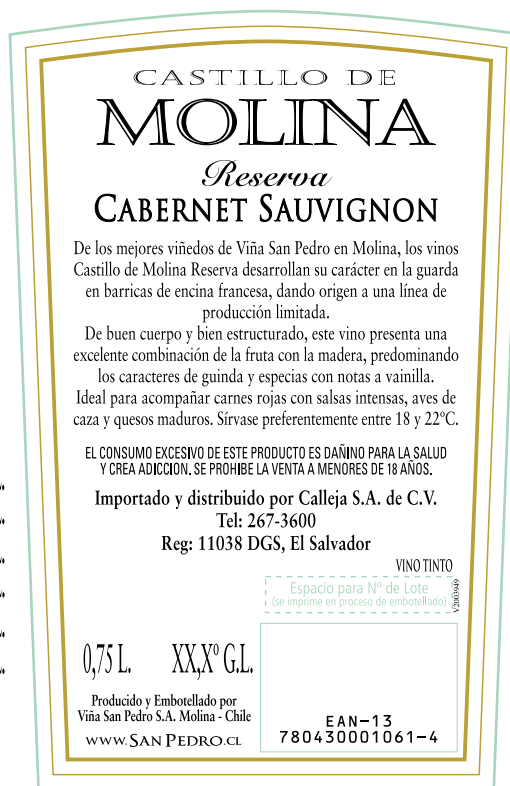 CASTILLO DE
MOLINA
Reserva
CABERNET SAUVIGNON
De los mejores viñedos de Viña San Pedro en Molina, los vinos
Castillo de Molina Reserva desarrollan su carácter en la guarda
en barricas de encina francesa, dando origen a una línea de
producción limitada.
De buen cuerpo y bien estructurado, este vino presenta una
excelente combinación de la fruta con la madera, predominando
los caracteres de guinda y especias con notas a vainilla.
Ideal para acompañar carnes rojas con salsas intensas, aves de
caza y quesos maduros. Sírvase preferentemente entre 18 y 22ºC.
EL CONSUMO EXCESIVO DE ESTE PRODUCTO ES DAÑINO PARA LA SALUD
Y CREA ADICCION. SE PROHIBE LA VENTA A MENORES DE 18 AÑOS.
Importado y distribuido por Calleja S.A. de C.V.
Tel: 267-3600
Reg: 11038 DGS, El Salvador
VINO TINTO
Espacio para Nº de Lote
(se imprime en proceso de embotellado)
V2003949
0,75 L. XX,Xº G.L.
Producido y Embotellado por
Viña San Pedro S.A. Molina - Chile
WWW.SAN PEDRO.CL
EAN-13
780430001061-4